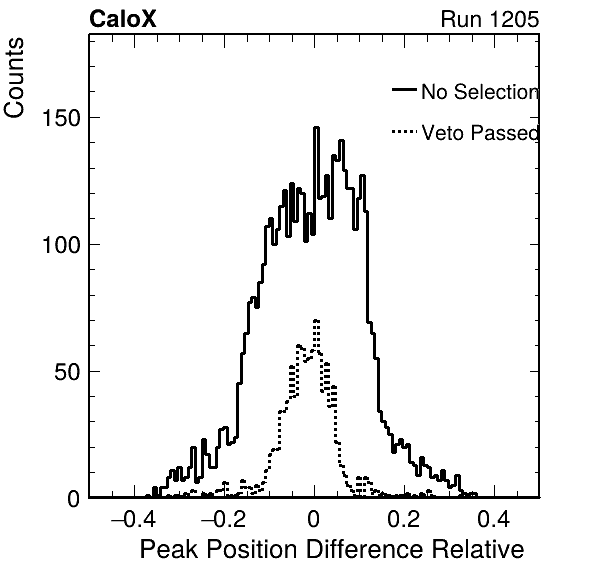 CaloX Run 1205
Counts
No Selection
Veto Passed
150
100
50
0
−0.4 −0.2 0 0.2 0.4
Peak Position Difference Relative